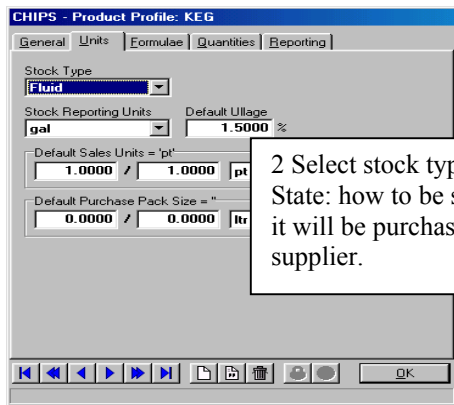 CHIPS - Product Profile: KEG
General Units Formulae Quantities Reporting
Stock Type
Fluid
Stock Reporting Units Default Ullage
gal 1.5000 %
Default Sales Units = 'pt'
1.0000 / 1.0000 pt
Default Purchase Pack Size = ''
0.0000 / 0.0000 ltr
2 Select stock typ
State: how to be s
it will be purchas
supplier.
OK